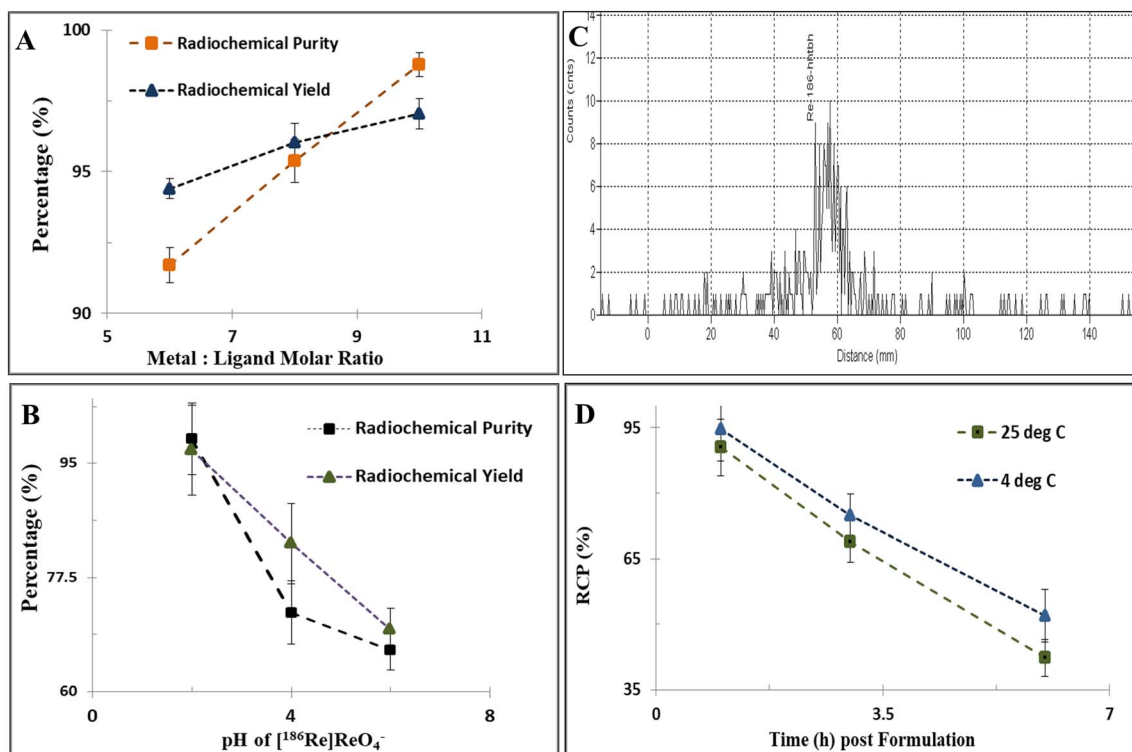 A
Radiochemical Purity
Radiochemical Yield
100
95
90
Percentage (%)
5
7
9
11
Metal : Ligand Molar Ratio
C
14
12
10
8
6
4
2
0
Counts (cnts)
0
20
40
60
80
100
120
140
Distance (mm)
B
Radiochemical Purity
Radiochemical Yield
95
77.5
60
Percentage (%)
0
4
8
pH of [¹⁸⁶Re]ReO₄⁻
D
25 deg C
4 deg C
95
65
35
RCP (%)
0
3.5
7
Time (h) post Formulation